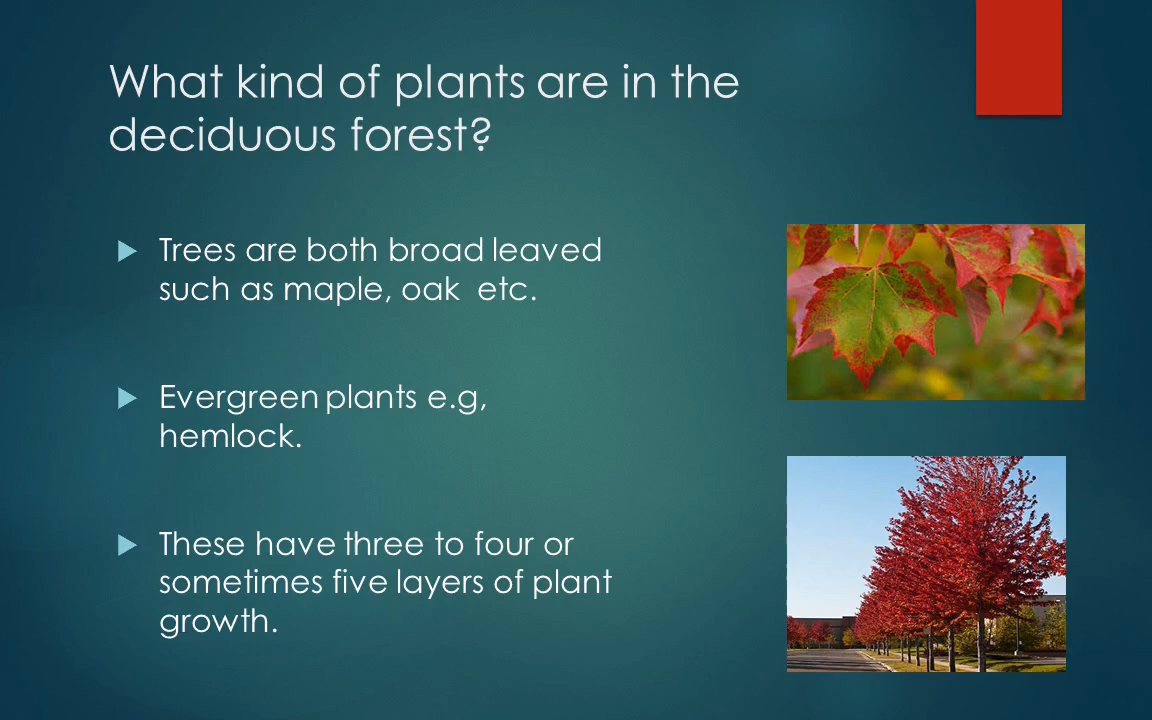 What kind of plants are in the
deciduous forest?
Trees are both broad leaved
such as maple, oak  etc.
Evergreen plants e.g,
hemlock.
These have three to four or
sometimes five layers of plant
growth.